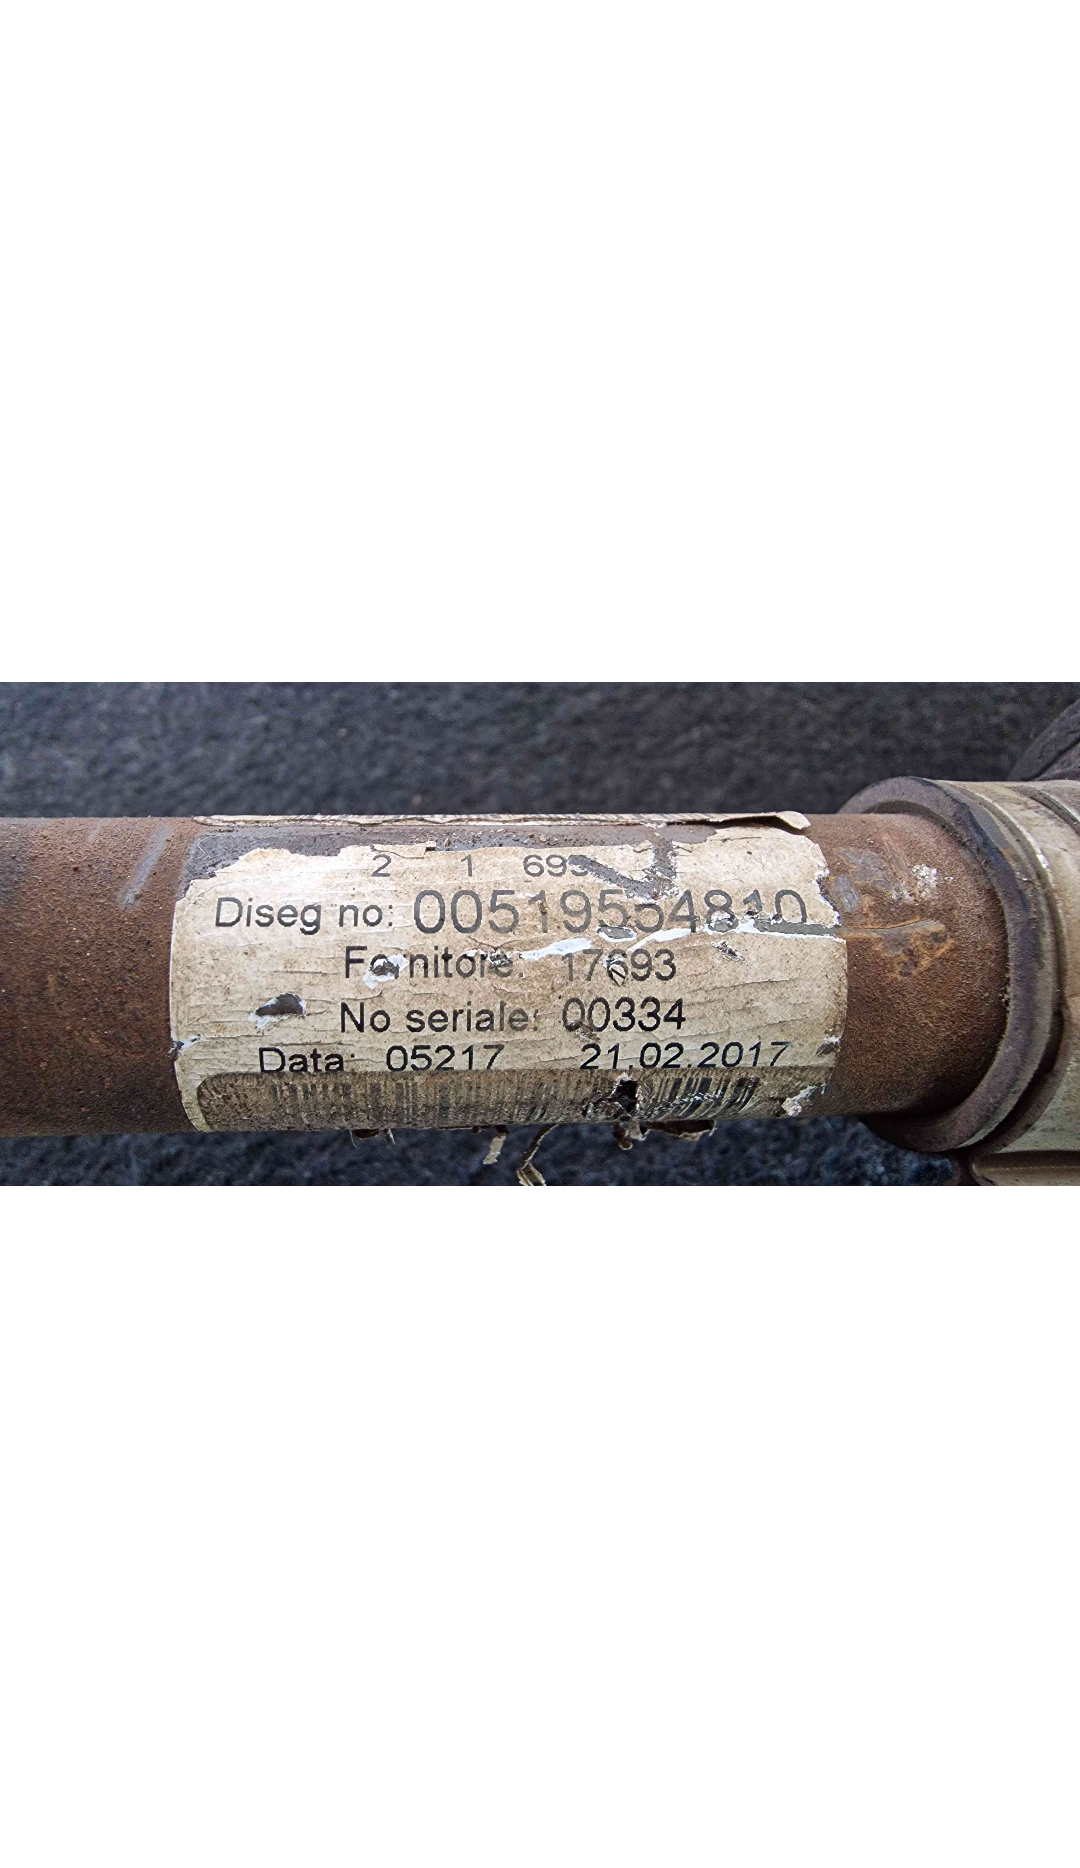 2 1 693
Diseg no: 00519554810
Fornitore: 17693
No seriale: 00334
Data: 05217 21.02.2017